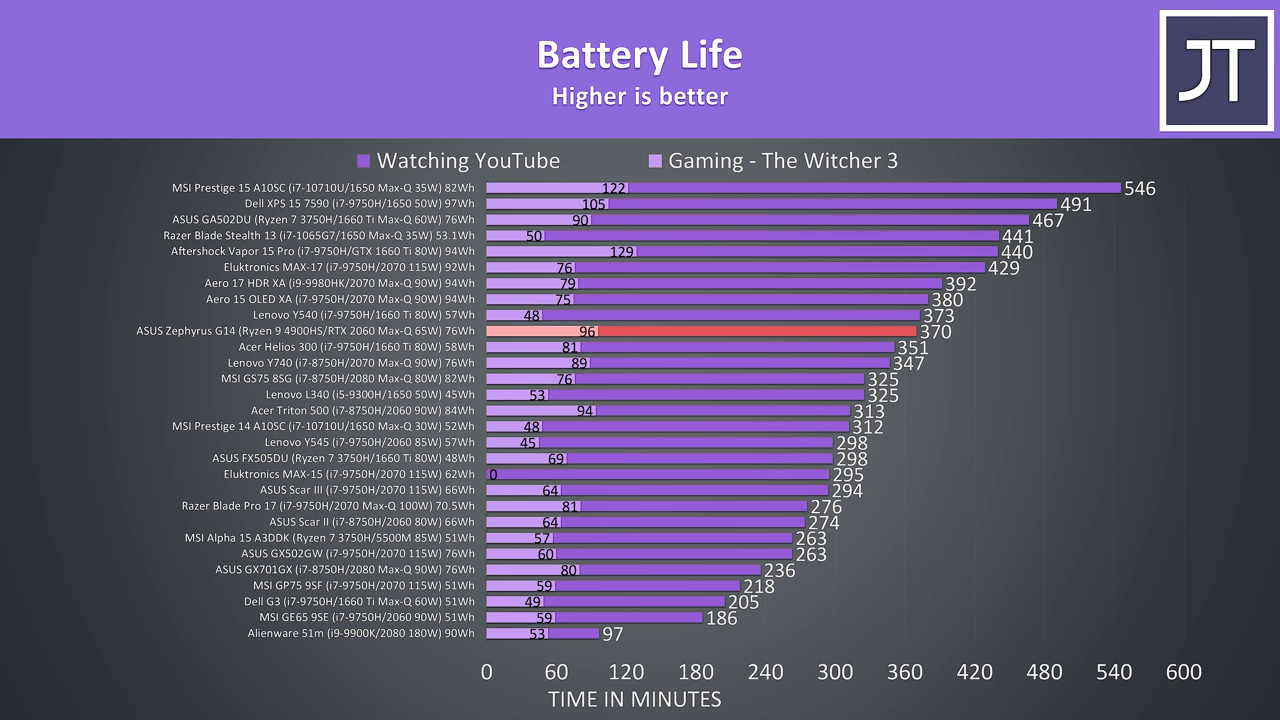 Battery Life
Higher is better
JT
Watching YouTube Gaming - The Witcher 3
MSI Prestige 15 A10SC (i7-10710U/1650 Max-Q 35W) 82Wh 122 546
Dell XPS 15 7590 (i7-9750H/1650 50W) 97Wh 105 491
ASUS GA502DU (Ryzen 7 3750H/1660 Ti Max-Q 60W) 76Wh 90 467
Razer Blade Stealth 13 (i7-1065G7/1650 Max-Q 35W) 53.1Wh 50 441
Aftershock Vapor 15 Pro (i7-9750H/GTX 1660 Ti 80W) 94Wh 129 440
Eluktronics MAX-17 (i7-9750H/2070 115W) 92Wh 76 429
Aero 17 HDR XA (i9-9980HK/2070 Max-Q 90W) 94Wh 79 392
Aero 15 OLED XA (i7-9750H/2070 Max-Q 90W) 94Wh 75 380
Lenovo Y540 (i7-9750H/1660 Ti 80W) 57Wh 48 373
ASUS Zephyrus G14 (Ryzen 9 4900HS/RTX 2060 Max-Q 65W) 76Wh 96 370
Acer Helios 300 (i7-9750H/1660 Ti 80W) 58Wh 81 351
Lenovo Y740 (i7-8750H/2070 Max-Q 90W) 76Wh 89 347
MSI GS75 8SG (i7-8750H/2080 Max-Q 80W) 82Wh 76 325
Lenovo L340 (i5-9300H/1650 50W) 45Wh 53 325
Acer Triton 500 (i7-8750H/2060 90W) 84Wh 94 313
MSI Prestige 14 A10SC (i7-10710U/1650 Max-Q 30W) 52Wh 48 312
Lenovo Y545 (i7-9750H/2060 85W) 57Wh 45 298
ASUS FX505DU (Ryzen 7 3750H/1660 Ti 80W) 48Wh 69 298
Eluktronics MAX-15 (i7-9750H/2070 115W) 62Wh 0 295
ASUS Scar III (i7-9750H/2070 115W) 66Wh 64 294
Razer Blade Pro 17 (i7-9750H/2070 Max-Q 100W) 70.5Wh 81 276
ASUS Scar II (i7-8750H/2060 80W) 66Wh 64 274
MSI Alpha 15 A3DDK (Ryzen 7 3750H/5500M 85W) 51Wh 57 263
ASUS GX502GW (i7-9750H/2070 115W) 76Wh 60 263
ASUS GX701GX (i7-8750H/2080 Max-Q 90W) 76Wh 80 236
MSI GP75 9SF (i7-9750H/2070 115W) 51Wh 59 218
Dell G3 (i7-9750H/1660 Ti Max-Q 60W) 51Wh 49 205
MSI GE65 9SE (i7-9750H/2060 90W) 51Wh 59 186
Alienware 51m (i9-9900K/2080 180W) 90Wh 53 97
0 60 120 180 240 300 360 420 480 540 600
TIME IN MINUTES